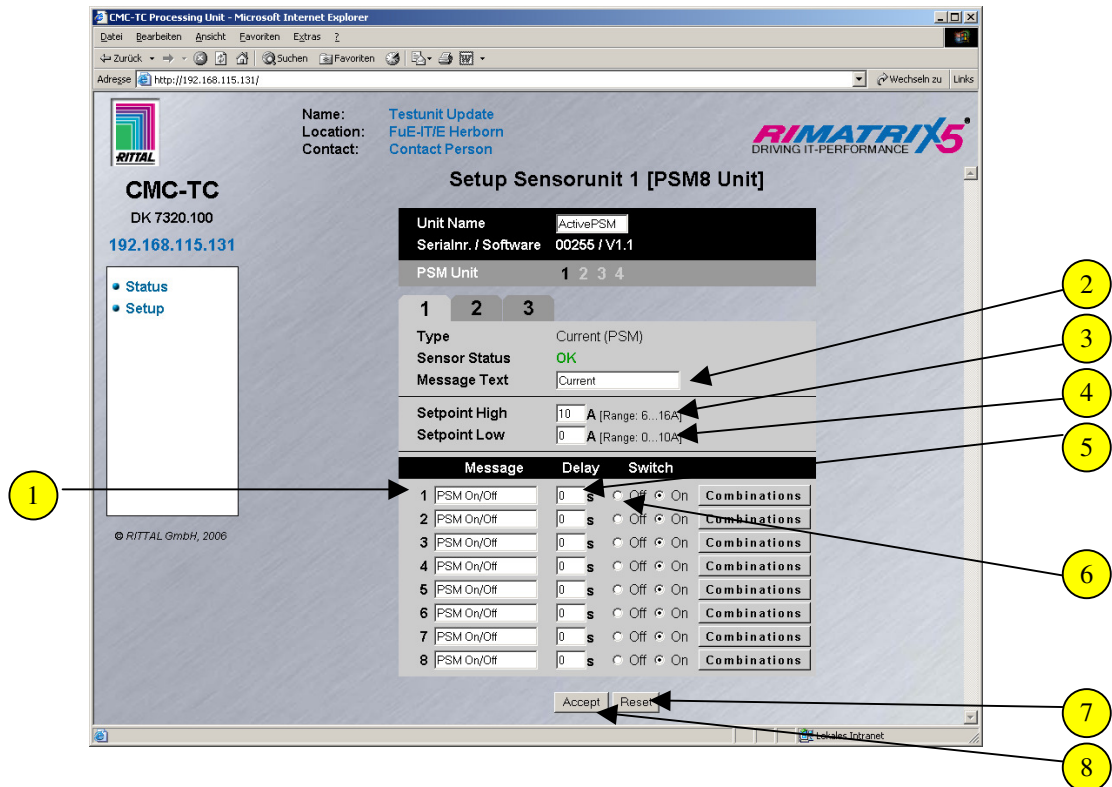 CMC-TC Processing Unit - Microsoft Internet Explorer
Datei Bearbeiten Ansicht Favoriten Extras ?
Zurück Suchen Favoriten
Adresse http://192.168.115.131/ Wechseln zu Links
RITTAL
Name: Testunit Update
Location: FuE-IT/E Herborn
Contact: Contact Person
RIMATRIX5
DRIVING IT-PERFORMANCE
CMC-TC
DK 7320.100
192.168.115.131
Status
Setup
© RITTAL GmbH, 2006
Setup Sensorunit 1 [PSM8 Unit]
Unit Name ActivePSM
Serialnr. / Software 00255 / V1.1
PSM Unit 1 2 3 4
1 2 3
Type Current (PSM)
Sensor Status OK
Message Text Current
Setpoint High 10 A [Range: 6...16A]
Setpoint Low 0 A [Range: 0...10A]
Message Delay Switch
1 PSM On/Off 0 s Off On Combinations
2 PSM On/Off 0 s Off On Combinations
3 PSM On/Off 0 s Off On Combinations
4 PSM On/Off 0 s Off On Combinations
5 PSM On/Off 0 s Off On Combinations
6 PSM On/Off 0 s Off On Combinations
7 PSM On/Off 0 s Off On Combinations
8 PSM On/Off 0 s Off On Combinations
Accept Reset
Lokales Intranet
1
2
3
4
5
6
7
8